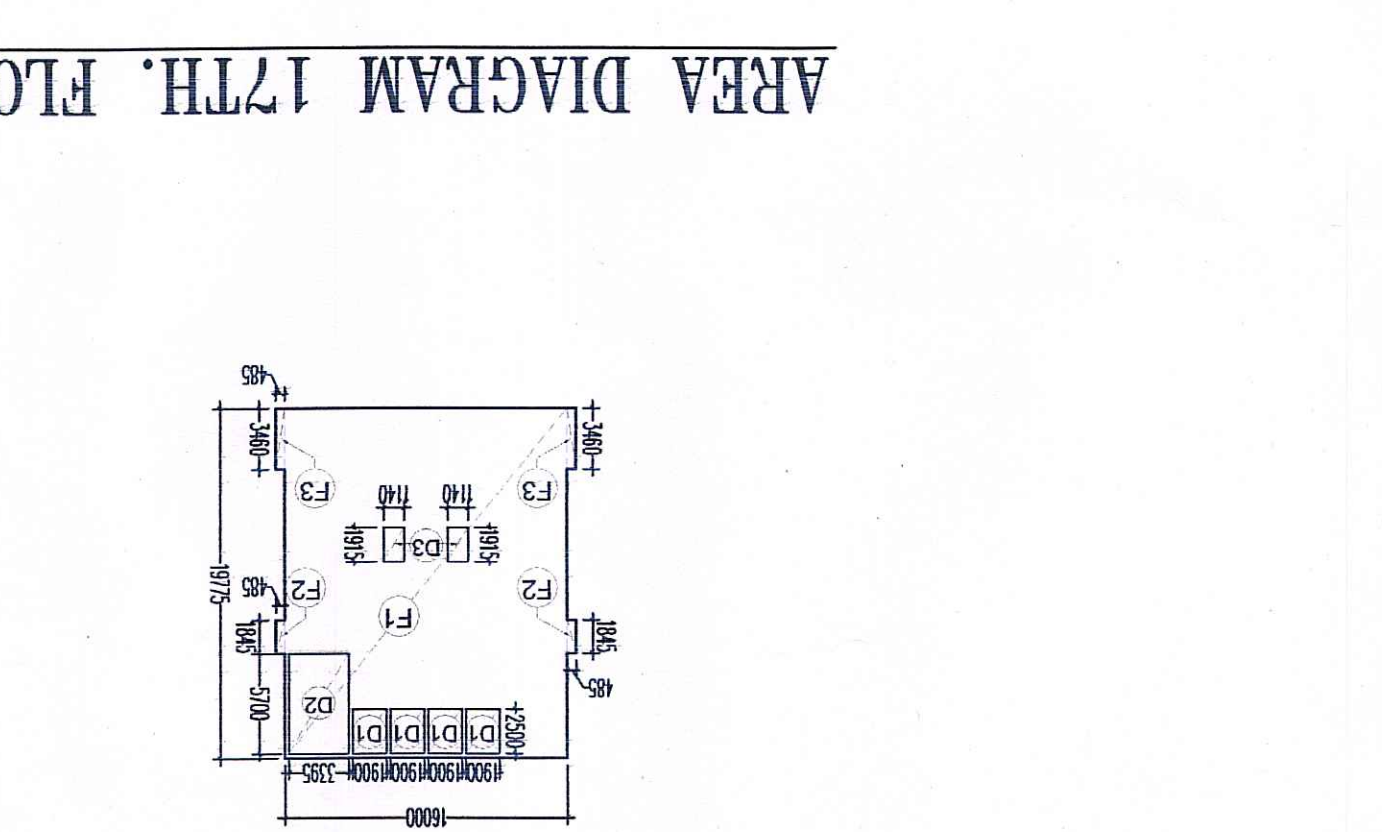 16000
1900 1900 1900 1900 3395
2500 D1 D1 D1 D1
485 D2 5700
1845 F1 1845
F2 F2 485
19775
1915 D3 1915
1140 1140
F3 F3
3460 3460
485
AREA DIAGRAM 17TH. FLO